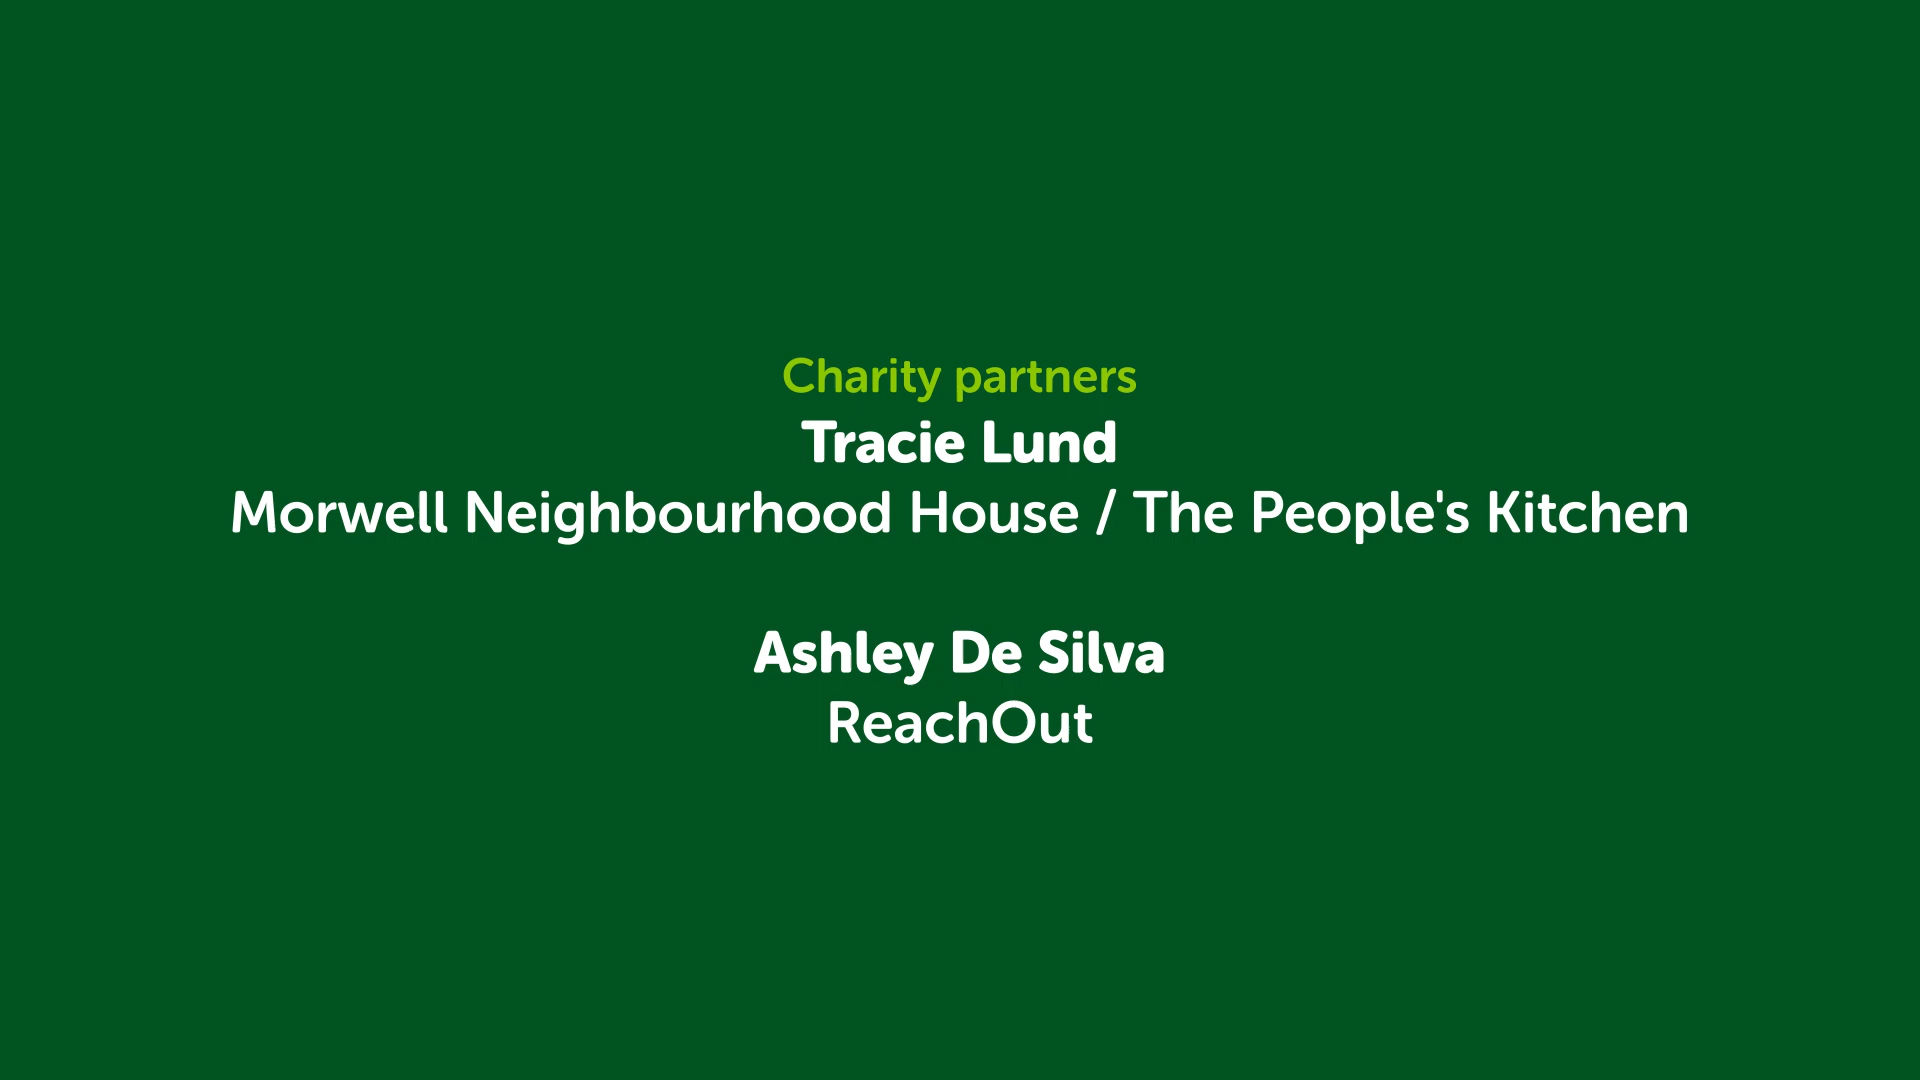 Charity partners
Tracie Lund
Morwell Neighbourhood House / The People's Kitchen
Ashley De Silva
ReachOut